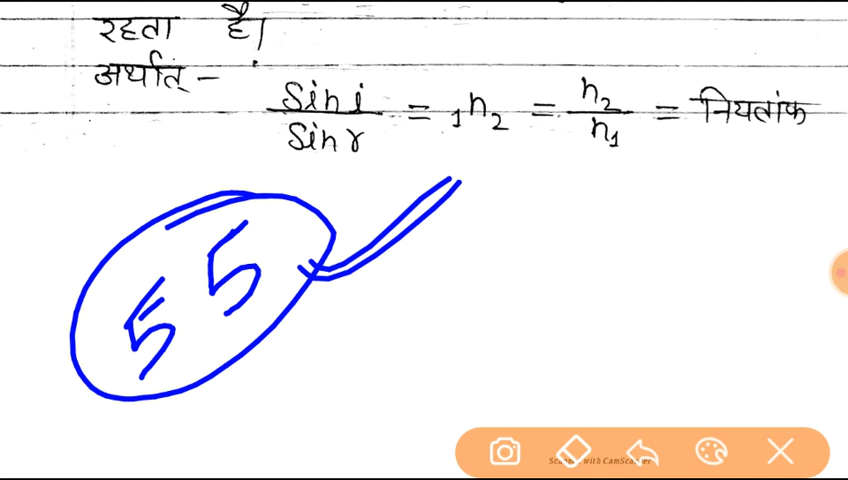 रहता है।
अर्थात् -
Sin i / Sin r = ₁n₂ = n₂/n₁ = नियतांक
55